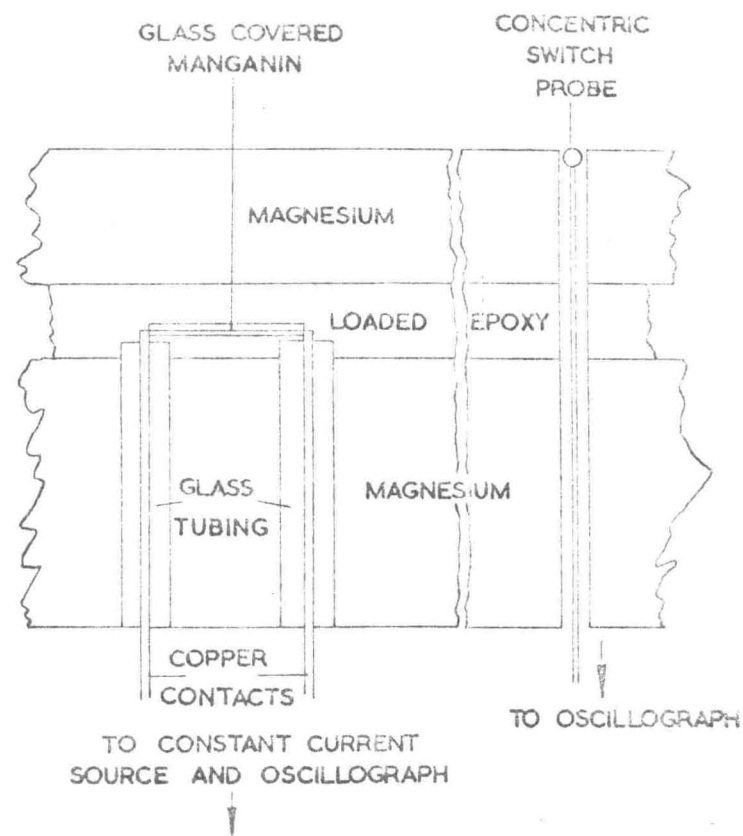 GLASS COVERED
MANGANIN
CONCENTRIC
SWITCH
PROBE
MAGNESIUM
LOADED EPOXY
GLASS
TUBING
MAGNESIUM
COPPER
CONTACTS
TO OSCILLOGRAPH
TO CONSTANT CURRENT
SOURCE AND OSCILLOGRAPH